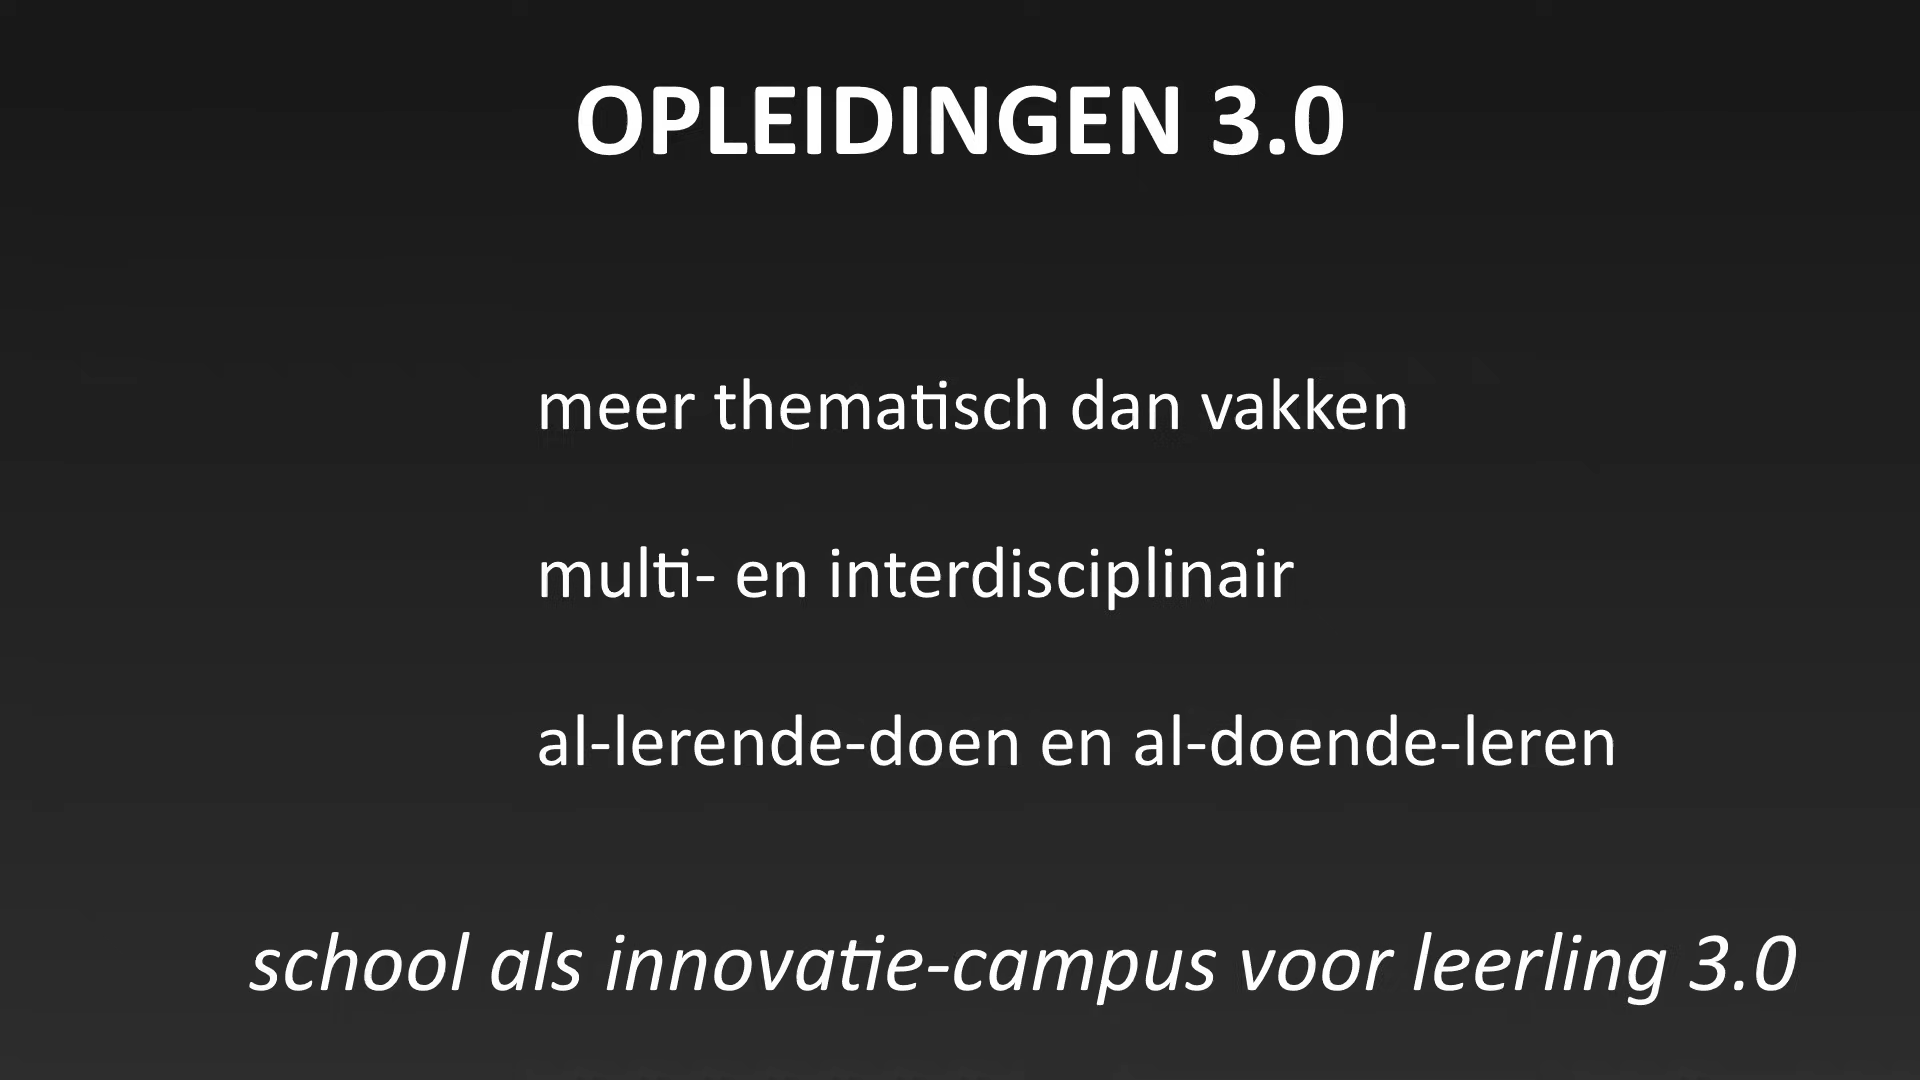 OPLEIDINGEN 3.0
meer thematisch dan vakken
multi- en interdisciplinair
al-lerende-doen en al-doende-leren
school als innovatie-campus voor leerling 3.0